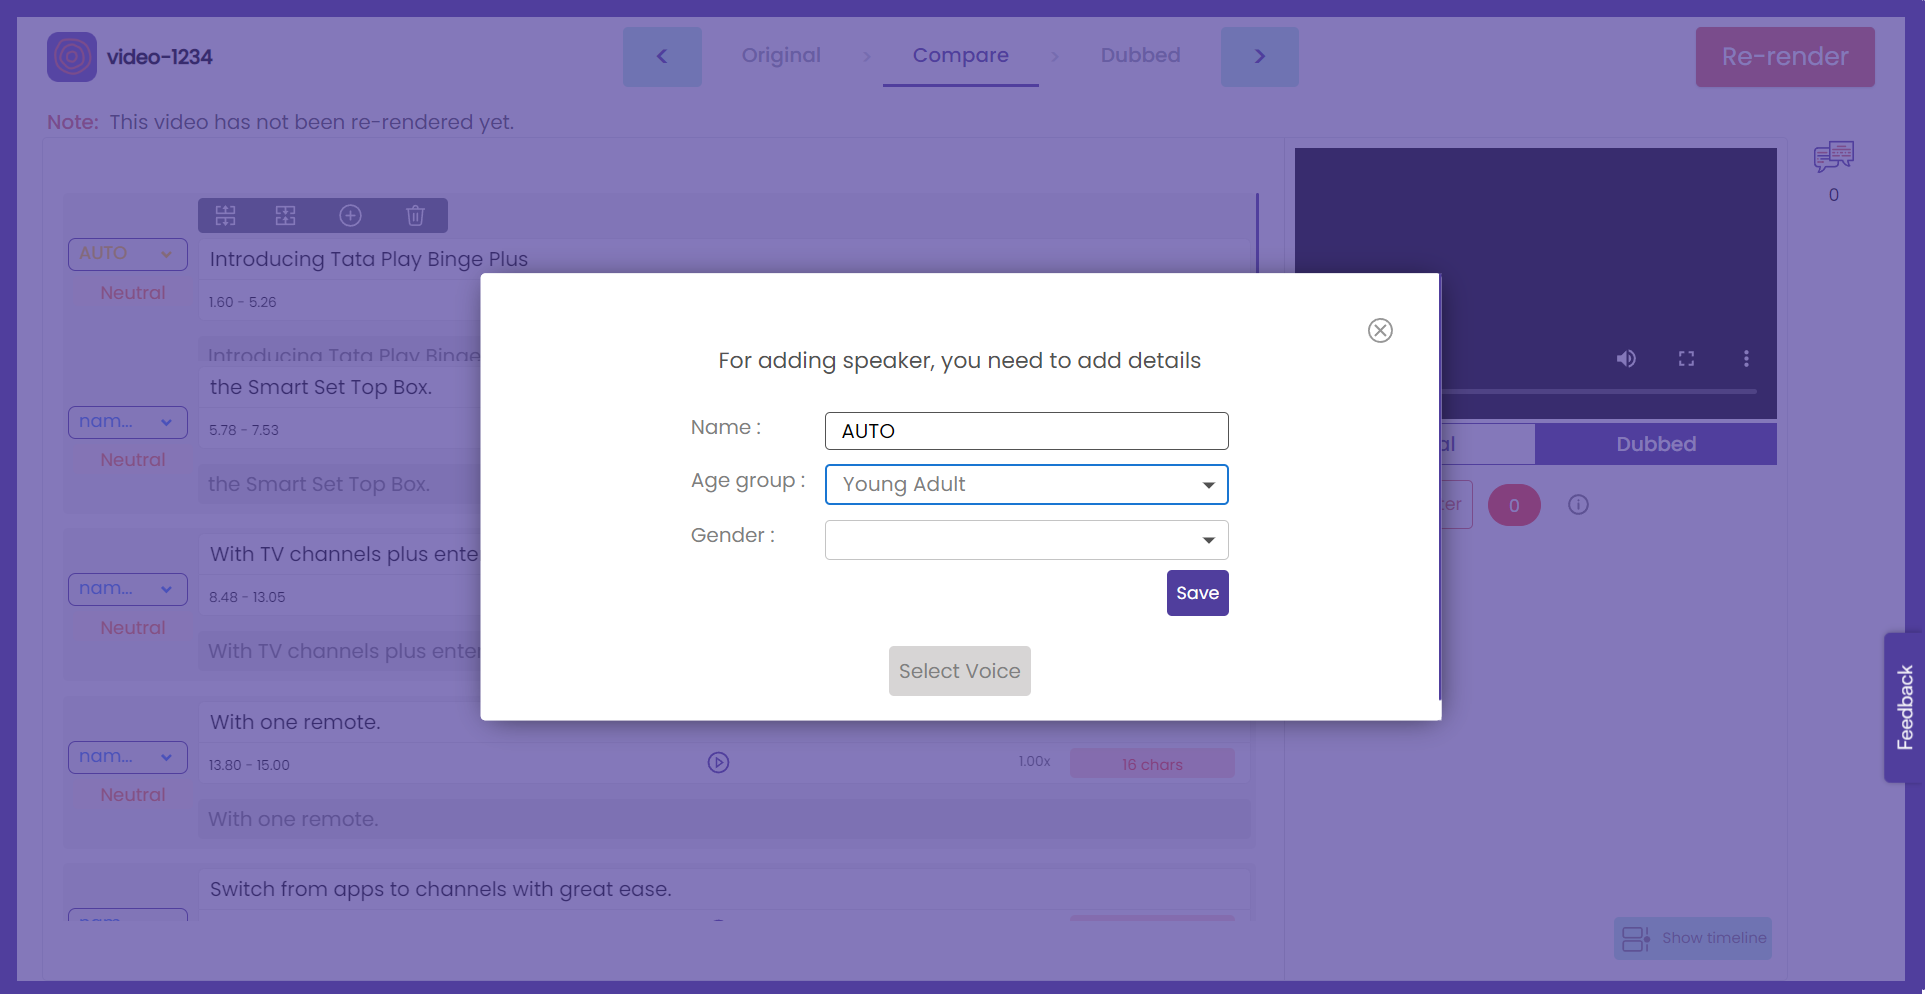 video-1234
Original
Compare
Dubbed
Re-render
Note: This video has not been re-rendered yet.
0
AUTO
Introducing Tata Play Binge Plus
Neutral
1.60 - 5.26
Introducing Tata Play Binge
the Smart Set Top Box.
nam...
5.78 - 7.53
Neutral
the Smart Set Top Box.
With TV channels plus ente
nam...
8.48 - 13.05
Neutral
With TV channels plus enter
With one remote.
nam...
13.80 - 15.00
1.00x
16 chars
Neutral
With one remote.
Switch from apps to channels with great ease.
For adding speaker, you need to add details
Name :
AUTO
Age group :
Young Adult
Gender :
Save
Select Voice
al
Dubbed
ter
0
Feedback
Show timeline